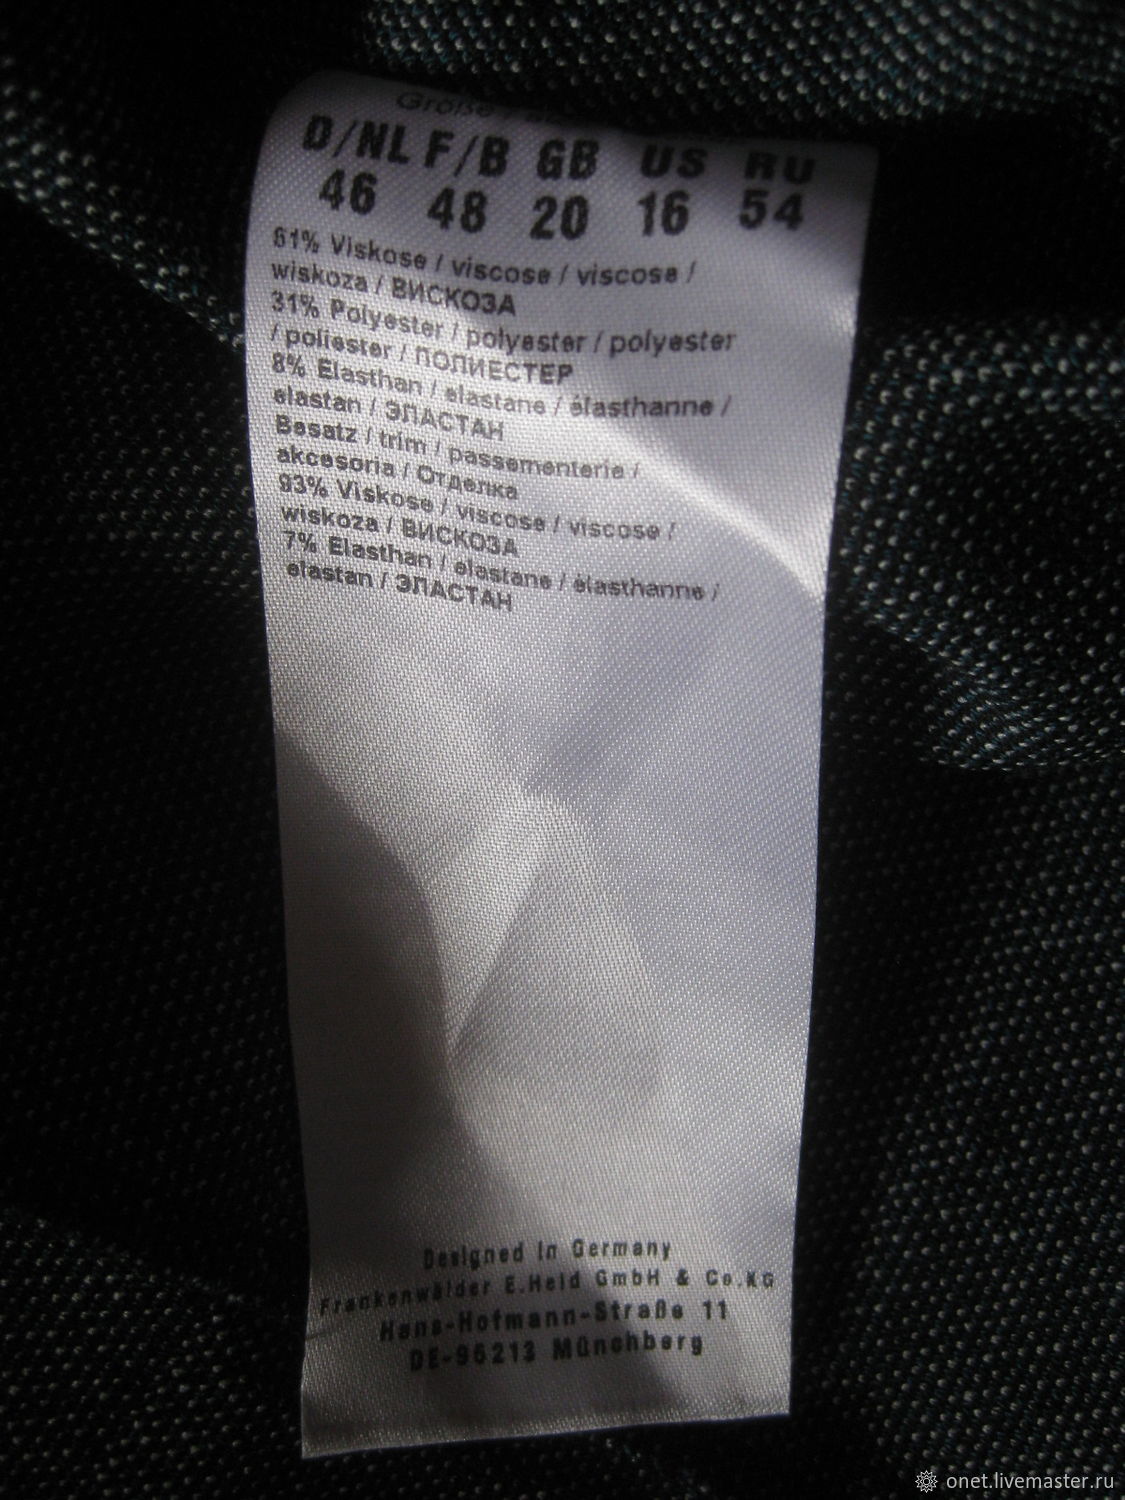 Größe /
D/NL F/B GB US RU
46 48 20 16 54
61% Viskose / viscose / viscose /
wiskoza / ВИСКОЗА
31% Polyester / polyester / polyester
/ poliester / ПОЛИЕСТЕР
8% Elasthan / elastane / élasthanne /
elastan / ЭЛАСТАН
Besatz / trim / passementerie /
akcesoria / Отделка
93% Viskose / viscose / viscose /
wiskoza / ВИСКОЗА
7% Elasthan / elastane / élasthanne /
elastan / ЭЛАСТАН
Designed in Germany
Frankenwälder E.Held GmbH & Co.KG
Hans-Hofmann-Straße 11
DE-95213 Münchberg
onet.livemaster.ru